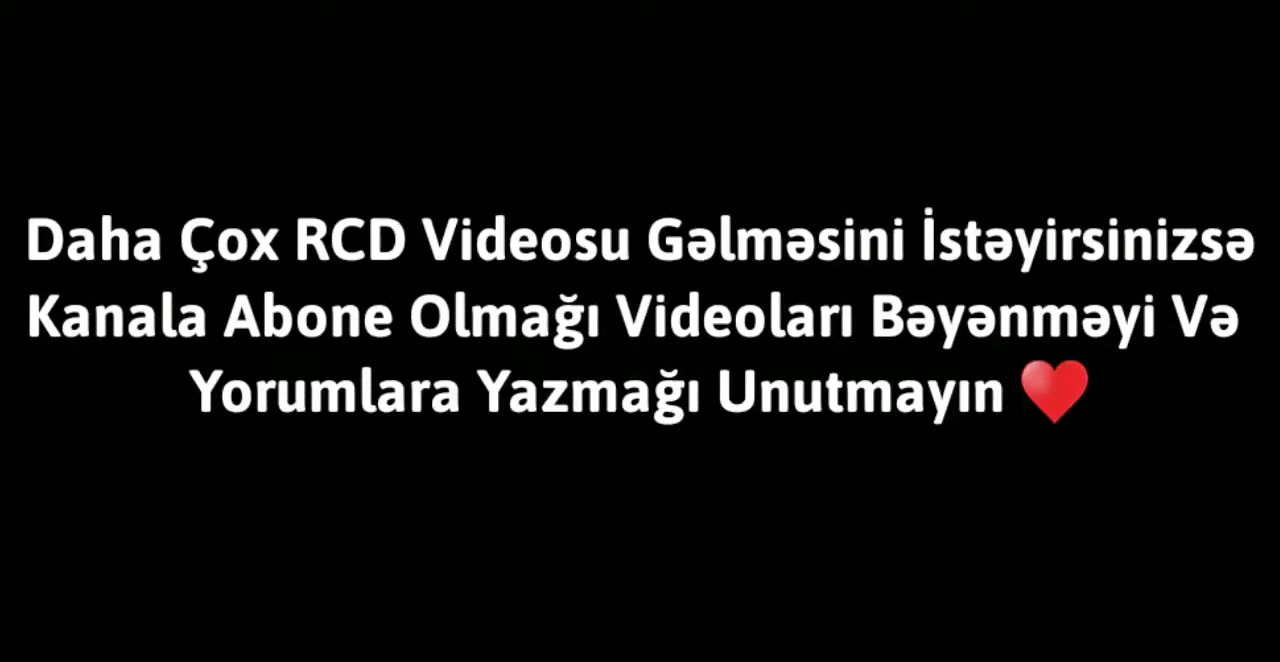 Daha Çox RCD Videosu Gəlməsini İstəyirsinizsə
Kanala Abone Olmağı Videoları Bəyənməyi Və
Yorumlara Yazmağı Unutmayın ♥️